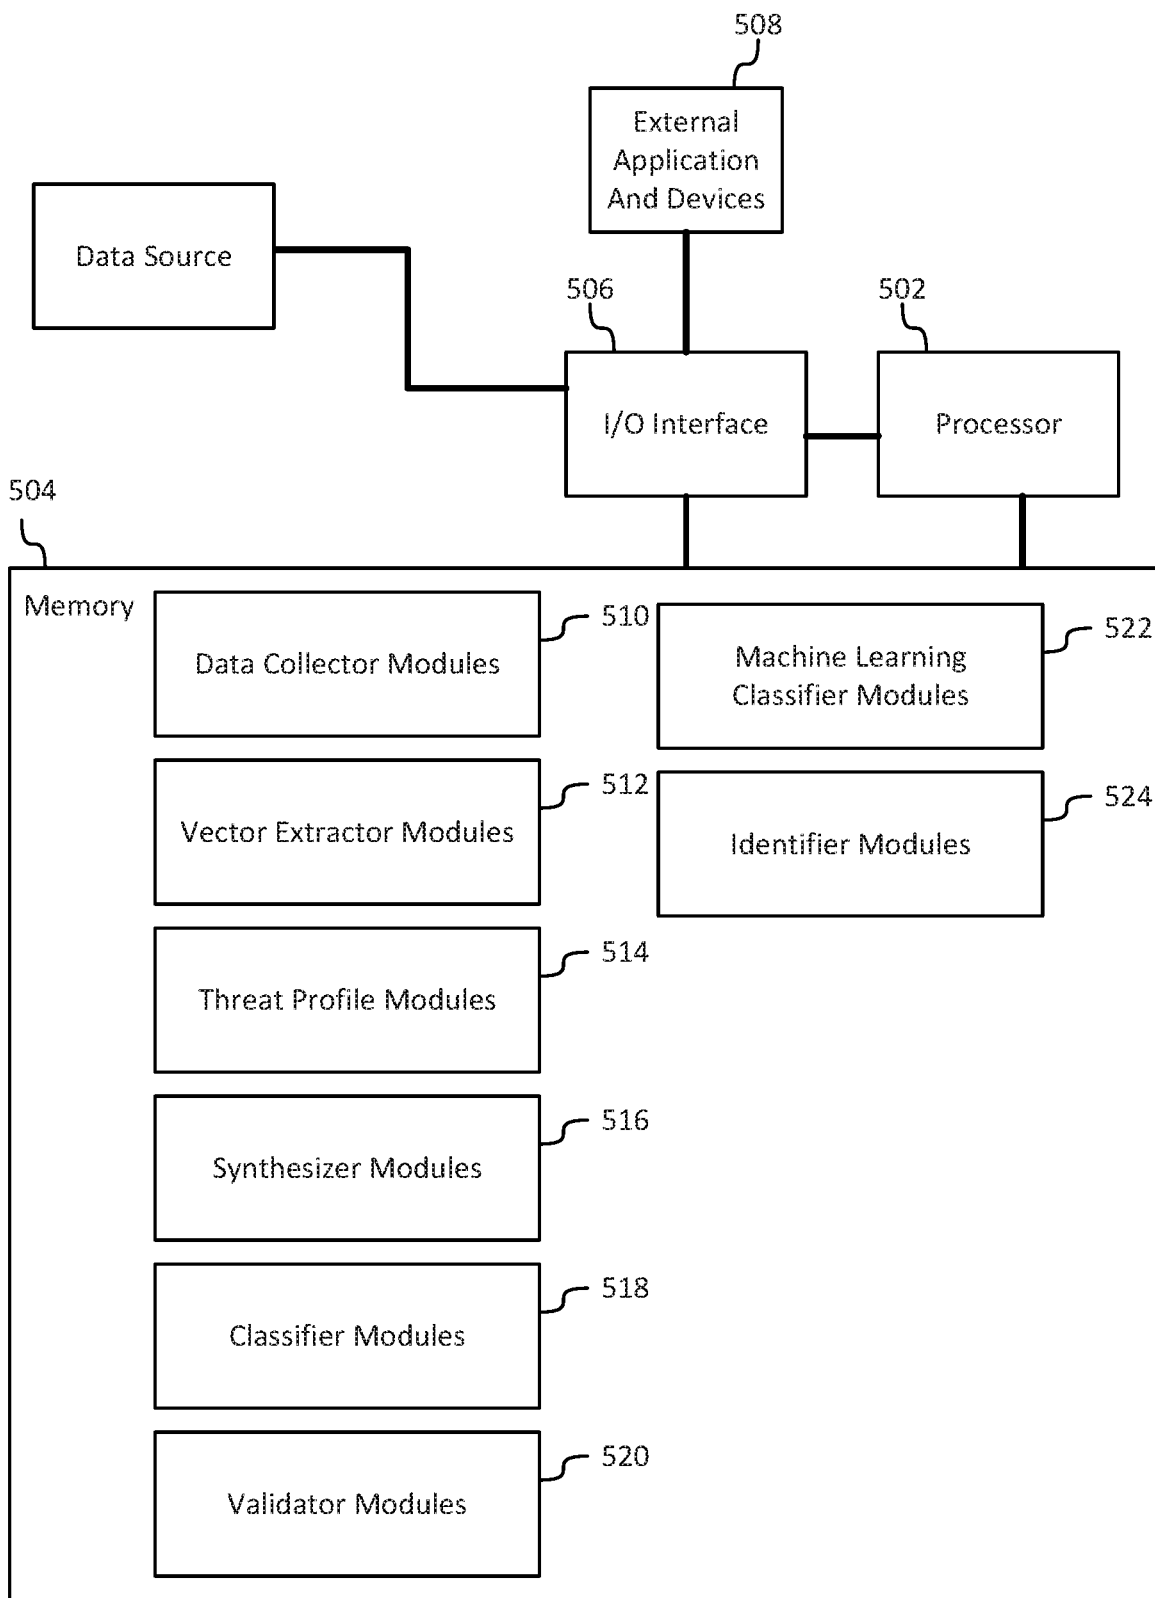 508
External
Application
And Devices
Data Source
506
502
I/O Interface
Processor
504
Memory
510
Data Collector Modules
522
Machine Learning
Classifier Modules
512
Vector Extractor Modules
524
Identifier Modules
514
Threat Profile Modules
516
Synthesizer Modules
518
Classifier Modules
520
Validator Modules